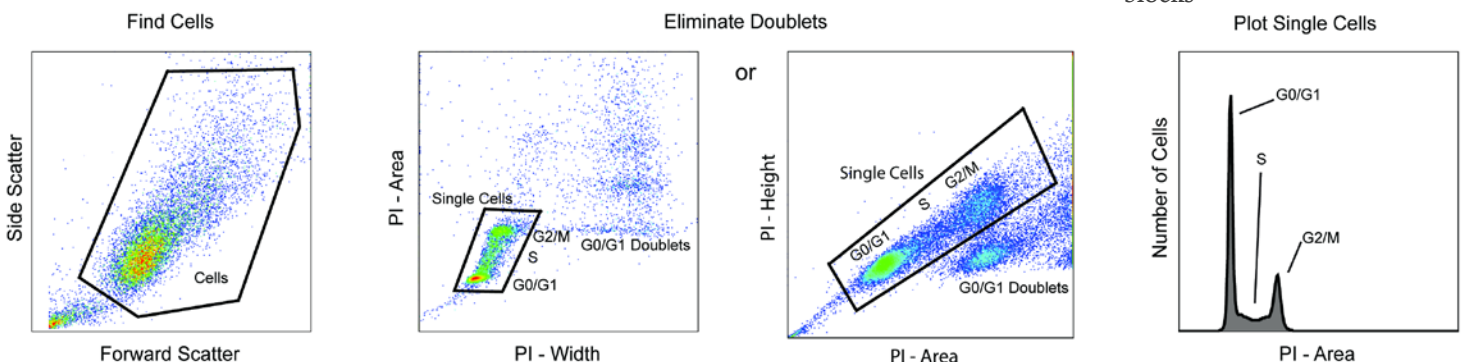 blocks
Find Cells
Eliminate Doublets
Plot Single Cells
Side Scatter
Cells
Forward Scatter
PI - Area
Single Cells
G2/M
S
G0/G1 Doublets
G0/G1
PI - Width
or
PI - Height
Single Cells
G2/M
S
G0/G1
G0/G1 Doublets
PI - Area
Number of Cells
G0/G1
S
G2/M
PI - Area